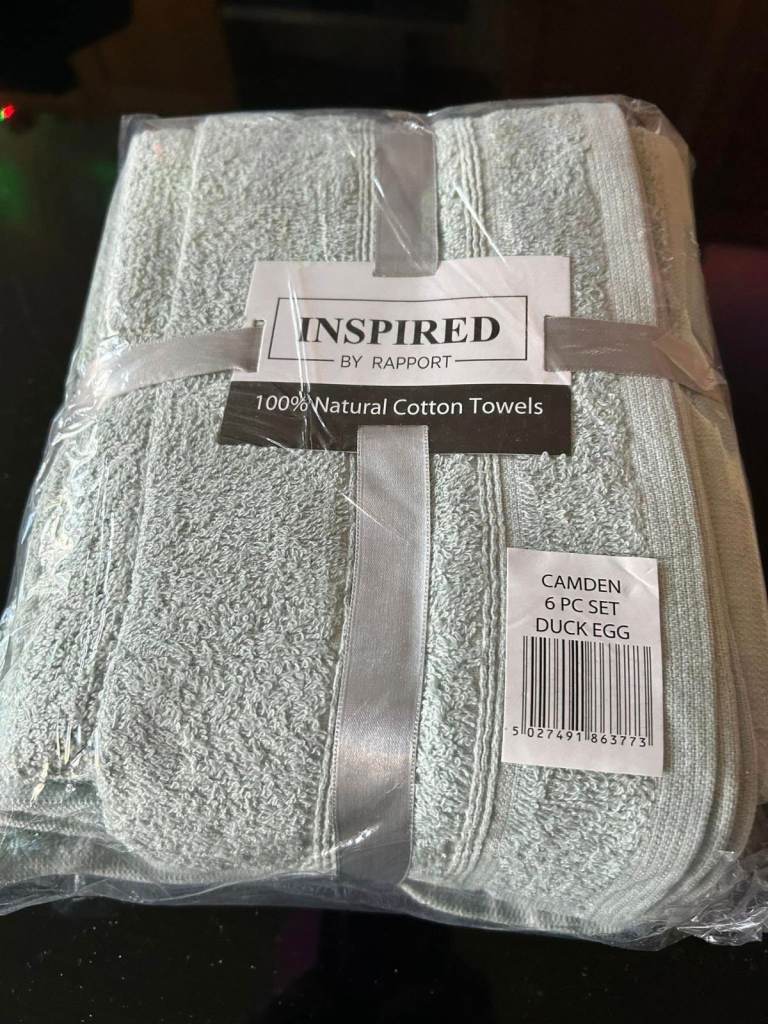 INSPIRED
BY RAPPORT
100% Natural Cotton Towels
CAMDEN
6 PC SET
DUCK EGG
5 027491 863773